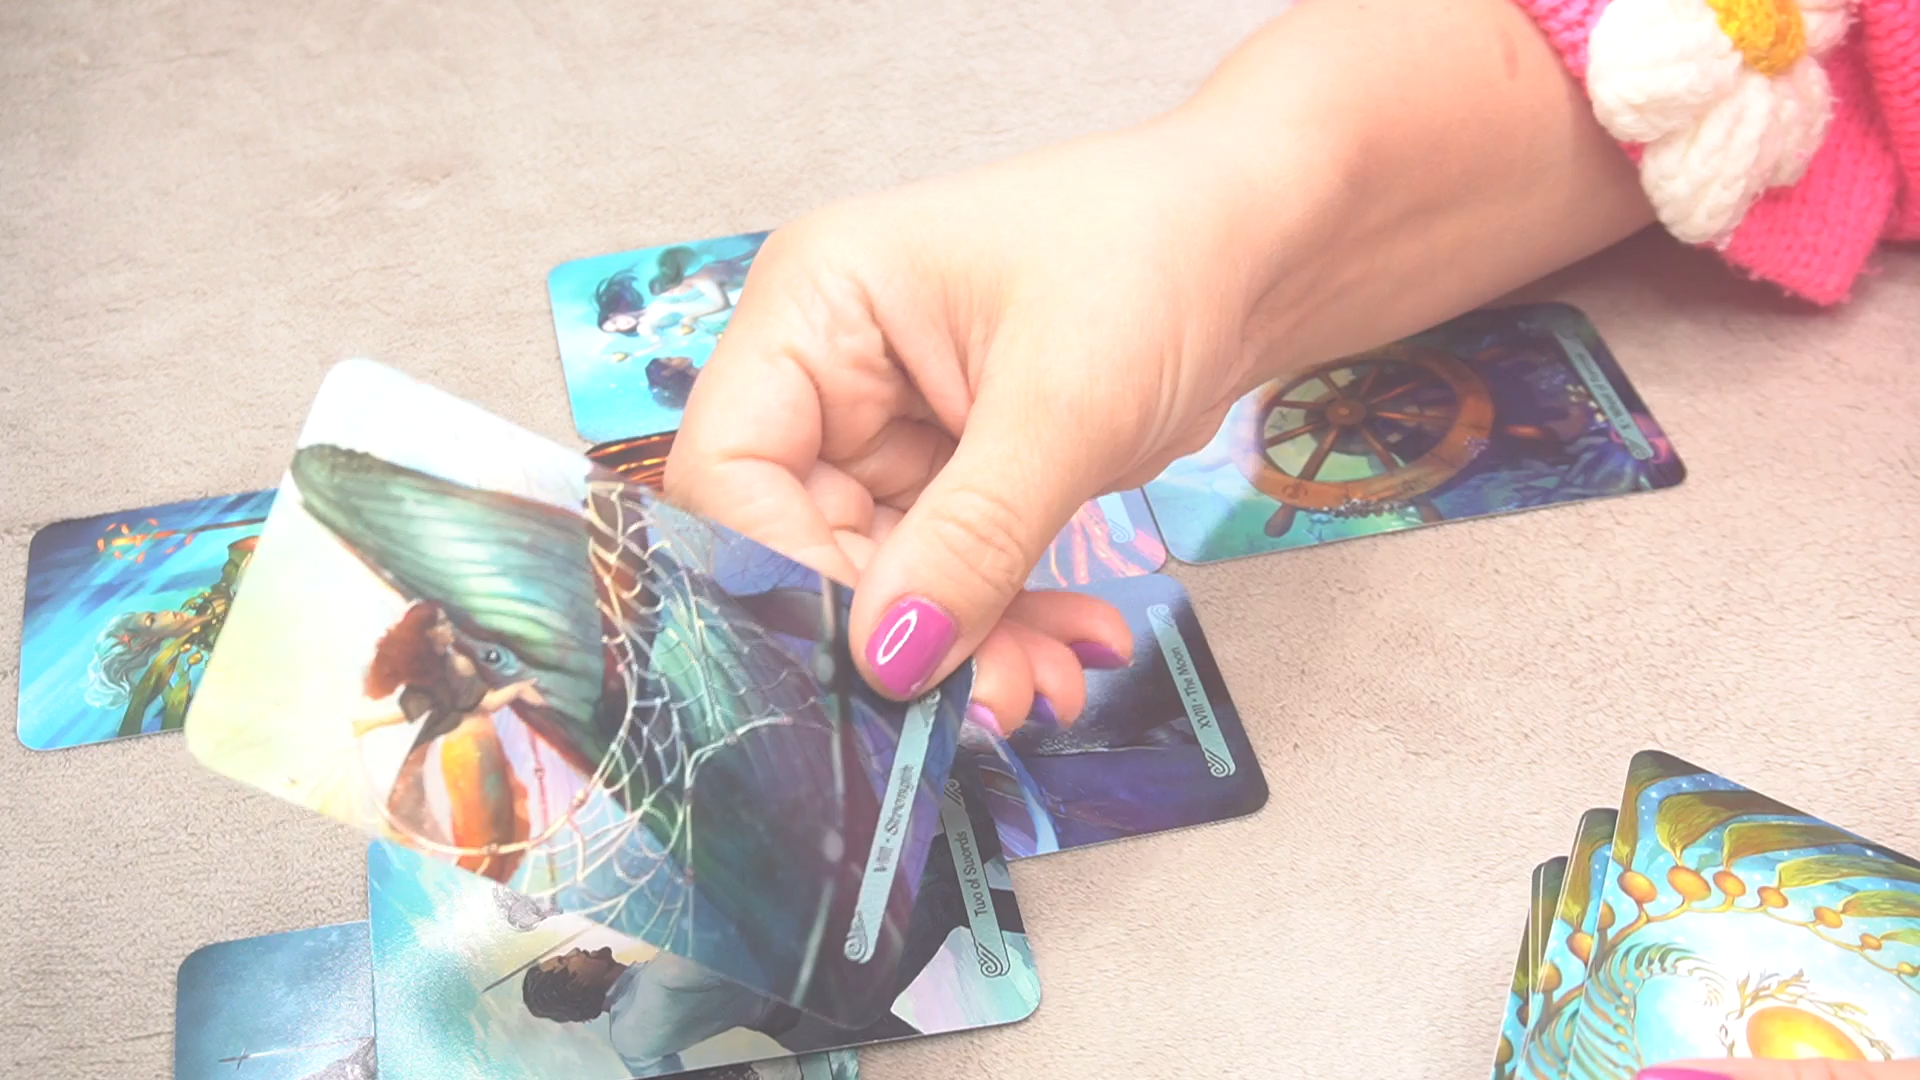 XVIII · The Moon
VIII · Strength
Two of Swords